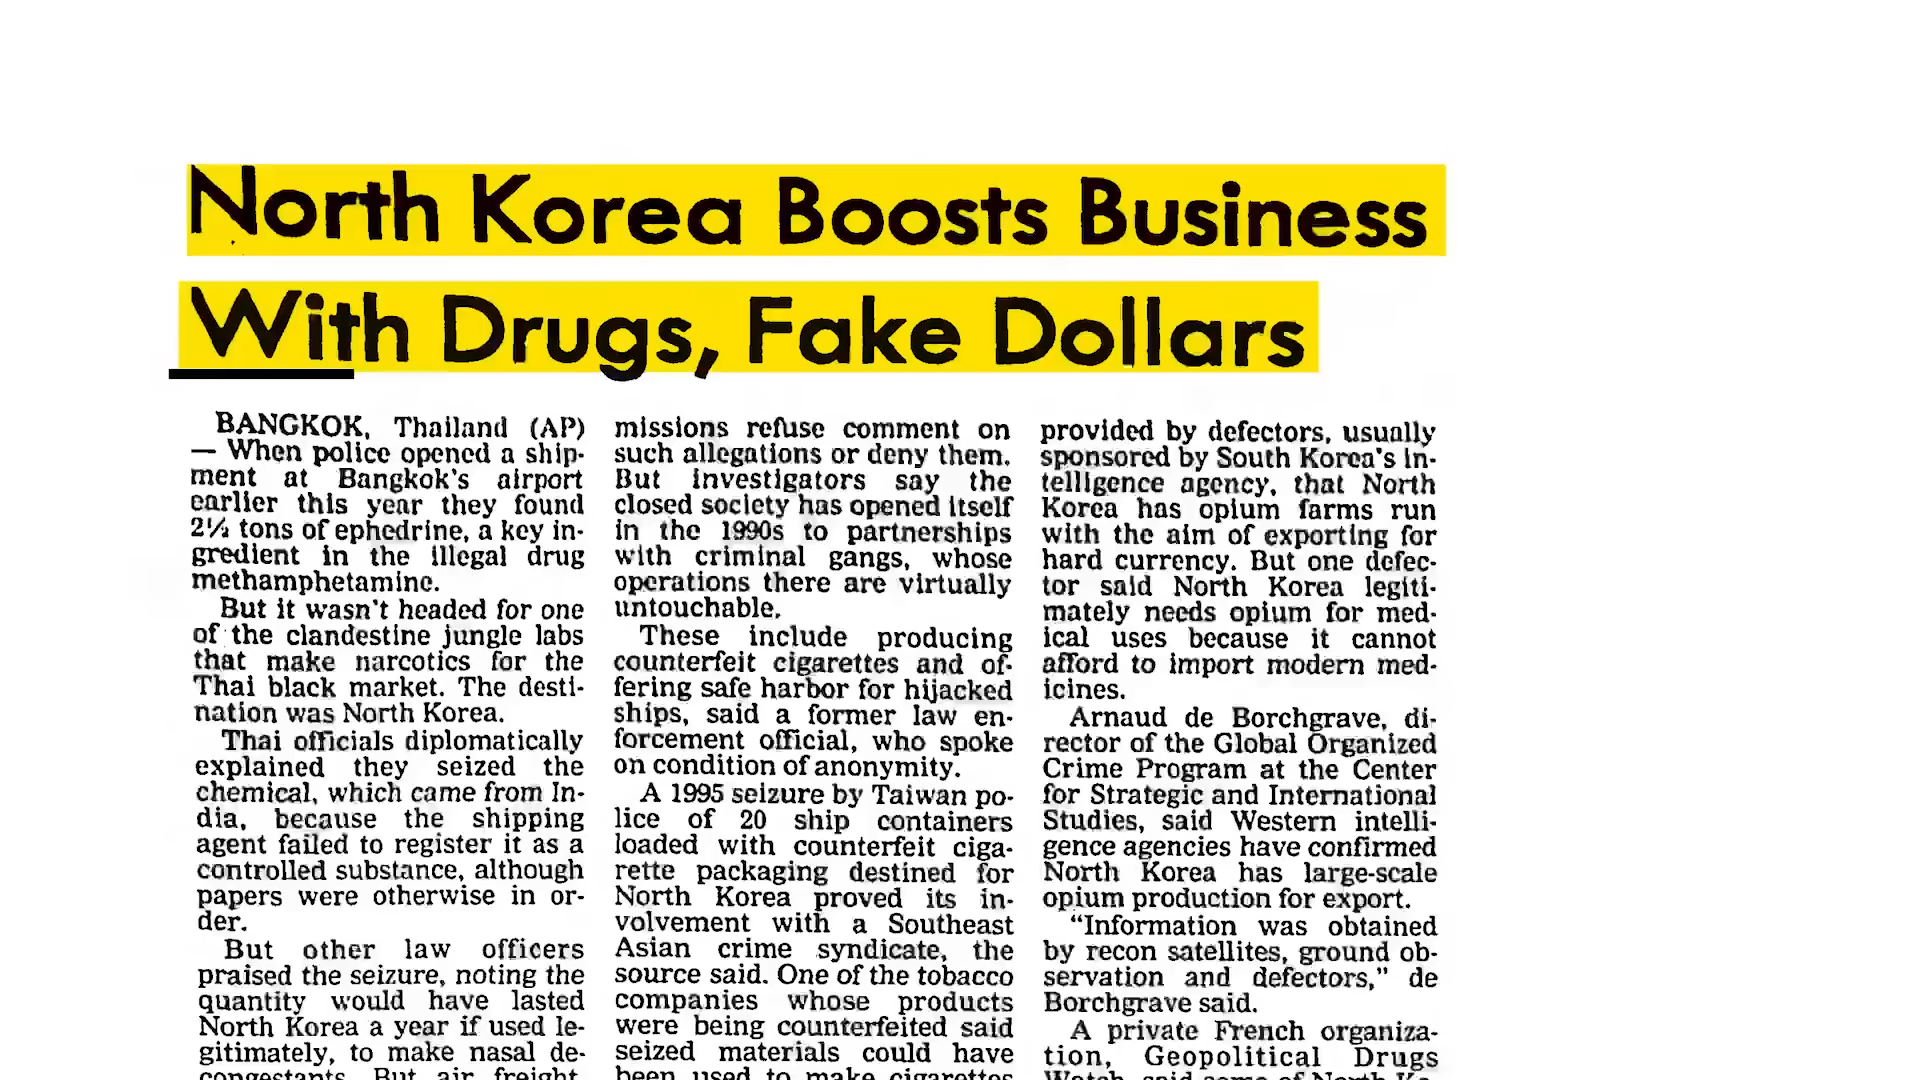 North Korea Boosts Business
With Drugs, Fake Dollars
BANGKOK, Thailand (AP)
— When police opened a ship-
ment at Bangkok's airport
earlier this year they found
2½ tons of ephedrine, a key in-
gredient in the illegal drug
methamphetamine.
But it wasn't headed for one
of the clandestine jungle labs
that make narcotics for the
Thai black market. The desti-
nation was North Korea.
Thai officials diplomatically
explained they seized the
chemical, which came from In-
dia, because the shipping
agent failed to register it as a
controlled substance, although
papers were otherwise in or-
der.
But other law officers
praised the seizure, noting the
quantity would have lasted
North Korea a year if used le-
gitimately, to make nasal de-
congestants. But air freight
missions refuse comment on
such allegations or deny them.
But investigators say the
closed society has opened itself
in the 1990s to partnerships
with criminal gangs, whose
operations there are virtually
untouchable.
These include producing
counterfeit cigarettes and of-
fering safe harbor for hijacked
ships, said a former law en-
forcement official, who spoke
on condition of anonymity.
A 1995 seizure by Taiwan po-
lice of 20 ship containers
loaded with counterfeit ciga-
rette packaging destined for
North Korea proved its in-
volvement with a Southeast
Asian crime syndicate, the
source said. One of the tobacco
companies whose products
were being counterfeited said
seized materials could have
been used to make cigarettes
provided by defectors, usually
sponsored by South Korea's in-
telligence agency, that North
Korea has opium farms run
with the aim of exporting for
hard currency. But one defec-
tor said North Korea legiti-
mately needs opium for med-
ical uses because it cannot
afford to import modern med-
icines.
Arnaud de Borchgrave, di-
rector of the Global Organized
Crime Program at the Center
for Strategic and International
Studies, said Western intelli-
gence agencies have confirmed
North Korea has large-scale
opium production for export.
"Information was obtained
by recon satellites, ground ob-
servation and defectors," de
Borchgrave said.
A private French organiza-
tion, Geopolitical Drugs
Watch, said some of North Ko-